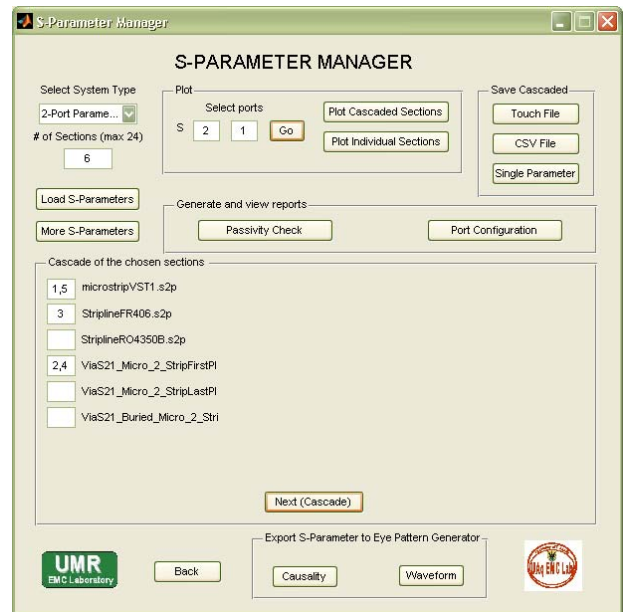 S-Parameter Manager
S-PARAMETER MANAGER
Select System Type
2-Port Parame...
# of Sections (max 24)
6
Load S-Parameters
More S-Parameters
Plot
Select ports
S 2 1 Go
Plot Cascaded Sections
Plot Individual Sections
Save Cascaded
Touch File
CSV File
Single Parameter
Generate and view reports
Passivity Check
Port Configuration
Cascade of the chosen sections
1,5 microstripVST1.s2p
3 StriplineFR406.s2p
StriplineRO4350B.s2p
2,4 ViaS21_Micro_2_StripFirstPl
ViaS21_Micro_2_StripLastPl
ViaS21_Buried_Micro_2_Stri
Next (Cascade)
UMR
EMC Laboratory
Back
Export S-Parameter to Eye Pattern Generator
Causality
Waveform
UAq EMC Lab